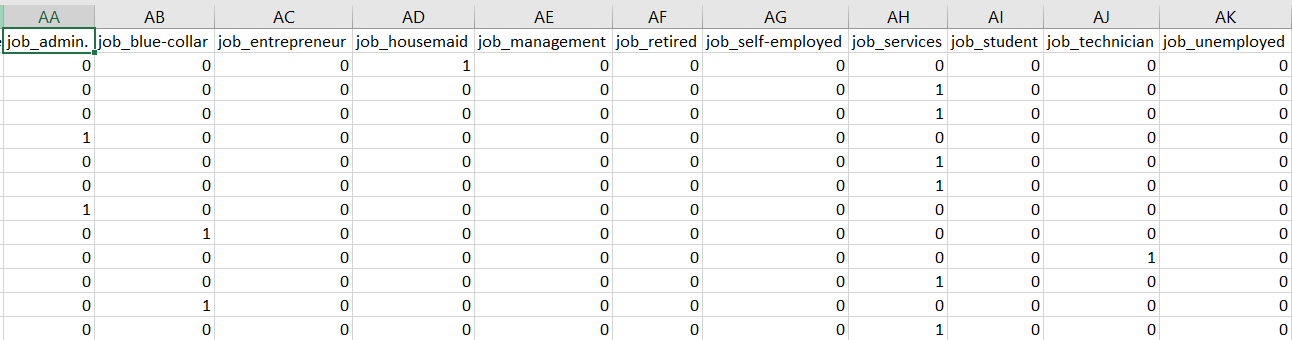 AA AB AC AD AE AF AG AH AI AJ AK
job_admin. job_blue-collar job_entrepreneur job_housemaid job_management job_retired job_self-employed job_services job_student job_technician job_unemployed
0 0 0 1 0 0 0 0 0 0 0
0 0 0 0 0 0 0 1 0 0 0
0 0 0 0 0 0 0 1 0 0 0
1 0 0 0 0 0 0 0 0 0 0
0 0 0 0 0 0 0 1 0 0 0
0 0 0 0 0 0 0 1 0 0 0
1 0 0 0 0 0 0 0 0 0 0
0 1 0 0 0 0 0 0 0 0 0
0 0 0 0 0 0 0 0 0 1 0
0 0 0 0 0 0 0 1 0 0 0
0 1 0 0 0 0 0 0 0 0 0
0 0 0 0 0 0 0 1 0 0 0